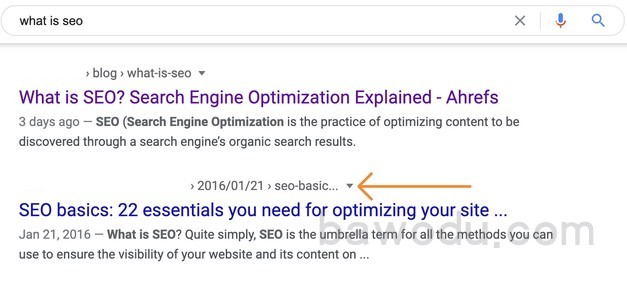 what is seo
› blog › what-is-seo
What is SEO? Search Engine Optimization Explained - Ahrefs
3 days ago — SEO (Search Engine Optimization is the practice of optimizing content to be
discovered through a search engine's organic search results.
› 2016/01/21 › seo-basic...
SEO basics: 22 essentials you need for optimizing your site ...
Jan 21, 2016 — What is SEO? Quite simply, SEO is the umbrella term for all the methods you can
use to ensure the visibility of your website and its content on ...
bawodu.com